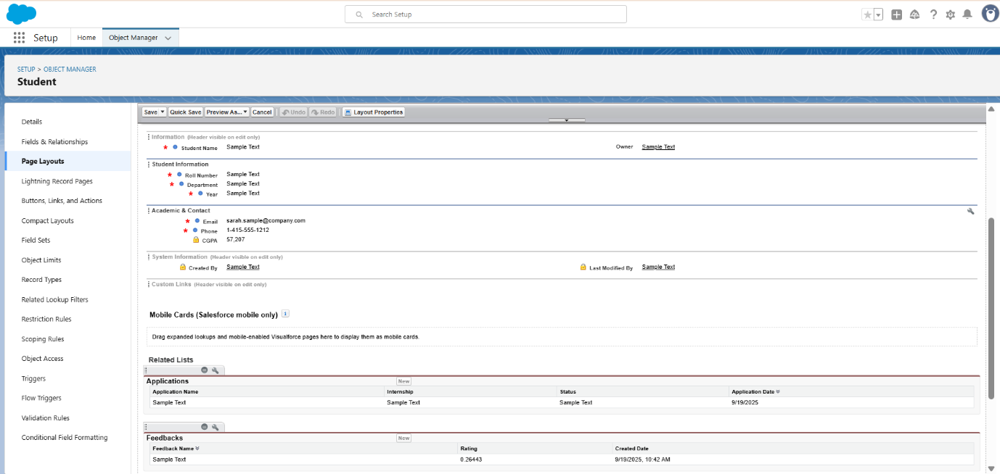 Search Setup
Setup Home Object Manager
SETUP > OBJECT MANAGER
Student
Details
Fields & Relationships
Page Layouts
Lightning Record Pages
Buttons, Links, and Actions
Compact Layouts
Field Sets
Object Limits
Record Types
Related Lookup Filters
Restriction Rules
Scoping Rules
Object Access
Triggers
Flow Triggers
Validation Rules
Conditional Field Formatting
Save Quick Save Preview As... Cancel Undo Redo Layout Properties
Information (Header visible on edit only)
* Student Name Sample Text Owner Sample Text
Student Information
* Roll Number Sample Text
* Department Sample Text
* Year Sample Text
Academic & Contact
* Email sarah.sample@company.com
* Phone 1-415-555-1212
CGPA 57,207
System Information (Header visible on edit only)
Created By Sample Text Last Modified By Sample Text
Custom Links (Header visible on edit only)
Mobile Cards (Salesforce mobile only) 1
Drag expanded lookups and mobile-enabled Visualforce pages here to display them as mobile cards.
Related Lists
Applications New
Application Name Internship Status Application Date
Sample Text Sample Text Sample Text 9/19/2025
Feedbacks New
Feedback Name Rating Created Date
Sample Text 0.26443 9/19/2025, 10:42 AM